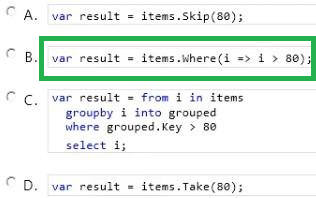 A. var result = items.Skip(80);
B. var result = items.Where(i => i > 80);
C. var result = from i in items
groupby i into grouped
where grouped.Key > 80
select i;
D. var result = items.Take(80);